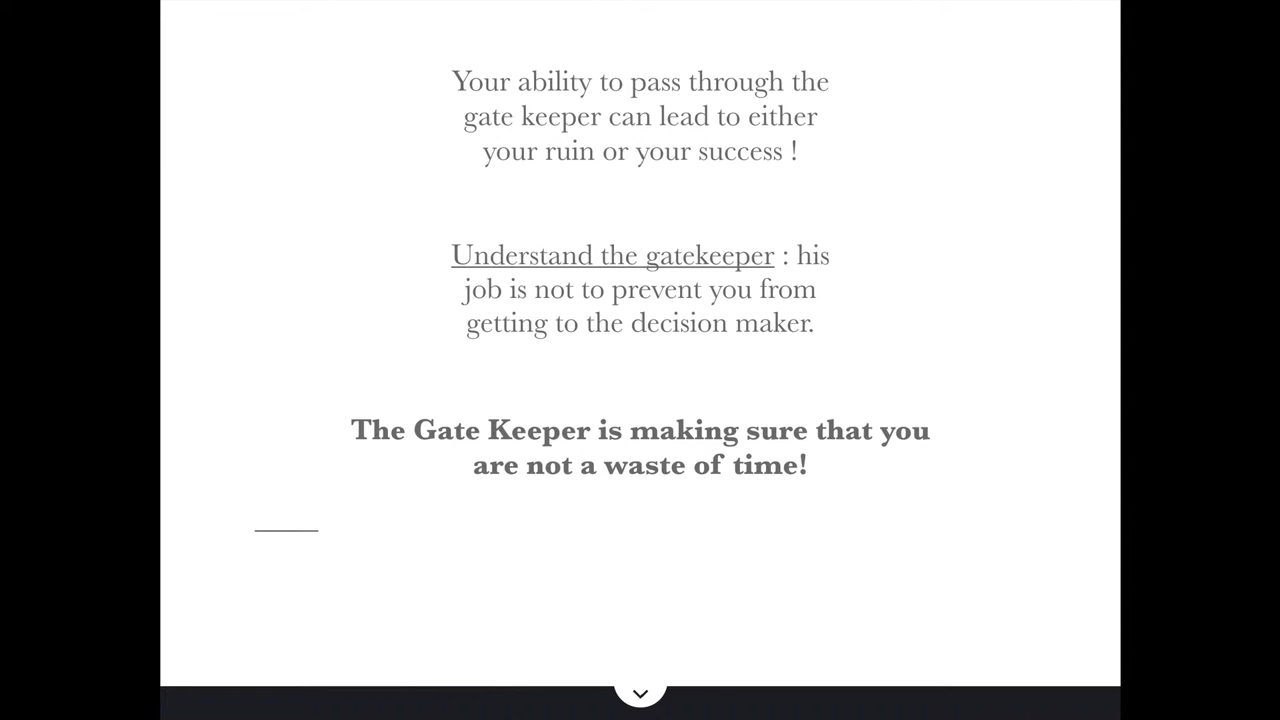 Your ability to pass through the
gate keeper can lead to either
your ruin or your success !
Understand the gatekeeper : his
job is not to prevent you from
getting to the decision maker.
The Gate Keeper is making sure that you
are not a waste of time!